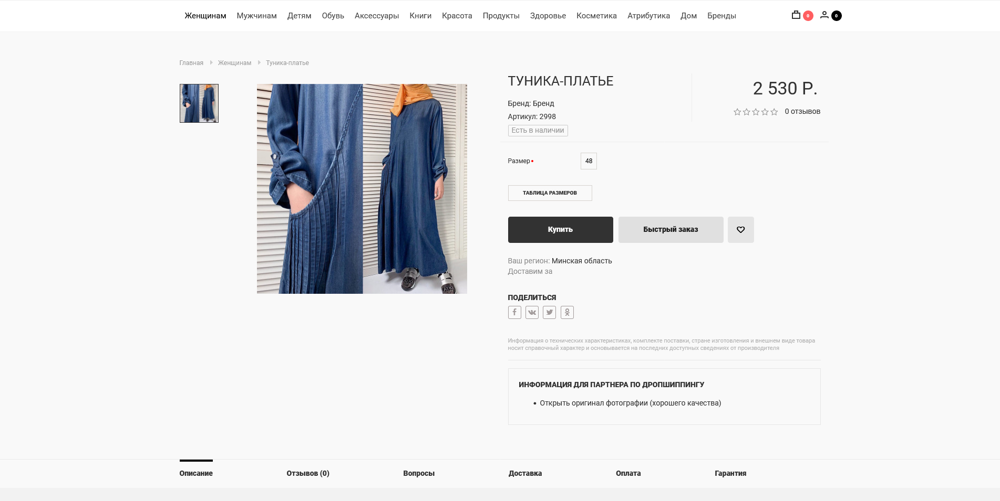 Женщинам Мужчинам Детям Обувь Аксессуары Книги Красота Продукты Здоровье Косметика Атрибутика Дом Бренды 0 0
Главная Женщинам Туника-платье
ТУНИКА-ПЛАТЬЕ
2 530 Р.
Бренд: Бренд
Артикул: 2998
0 отзывов
Есть в наличии
Размер
48
ТАБЛИЦА РАЗМЕРОВ
Купить
Быстрый заказ
Ваш регион: Минская область
Доставим за
ПОДЕЛИТЬСЯ
Информация о технических характеристиках, комплекте поставки, стране изготовления и внешнем виде товара
носит справочный характер и основывается на последних доступных сведениях от производителя
ИНФОРМАЦИЯ ДЛЯ ПАРТНЕРА ПО ДРОПШИППИНГУ
• Открыть оригинал фотографии (хорошего качества)
Описание Отзывов (0) Вопросы Доставка Оплата Гарантия